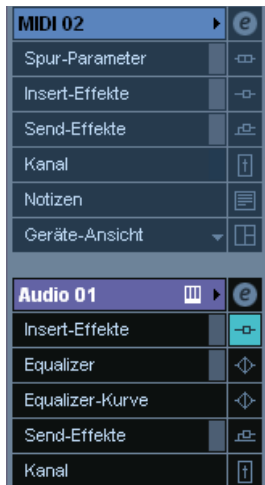 MIDI 02
Spur-Parameter
Insert-Effekte
Send-Effekte
Kanal
Notizen
Geräte-Ansicht
Audio 01
Insert-Effekte
Equalizer
Equalizer-Kurve
Send-Effekte
Kanal